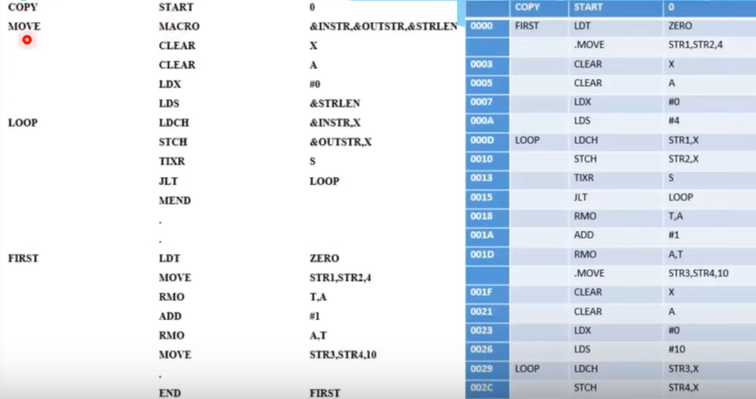 COPY START 0
MOVE MACRO &INSTR,&OUTSTR,&STRLEN
CLEAR X
CLEAR A
LDX #0
LDS &STRLEN
LOOP LDCH &INSTR,X
STCH &OUTSTR,X
TIXR S
JLT LOOP
MEND
.
.
FIRST LDT ZERO
MOVE STR1,STR2,4
RMO T,A
ADD #1
RMO A,T
MOVE STR3,STR4,10
.
END FIRST
COPY START 0
0000 FIRST LDT ZERO
.MOVE STR1,STR2,4
0003 CLEAR X
0005 CLEAR A
0007 LDX #0
000A LDS #4
000D LOOP LDCH STR1,X
0010 STCH STR2,X
0013 TIXR S
0015 JLT LOOP
0018 RMO T,A
001A ADD #1
001D RMO A,T
.MOVE STR3,STR4,10
001F CLEAR X
0021 CLEAR A
0023 LDX #0
0026 LDS #10
0029 LOOP LDCH STR3,X
002C STCH STR4,X